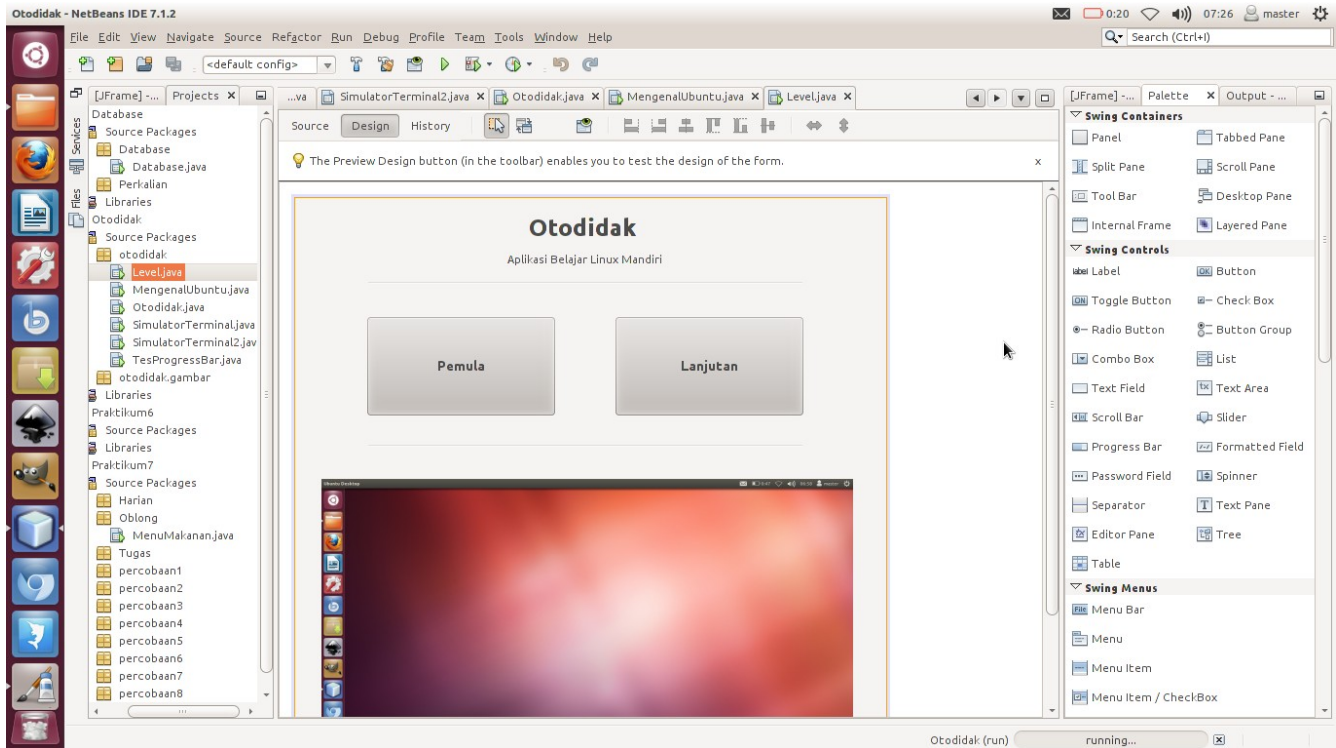 Otodidak - NetBeans IDE 7.1.2
0:20
07:26
master
File Edit View Navigate Source Refactor Run Debug Profile Team Tools Window Help
Search (Ctrl+I)
<default config>
[JFrame] -... Projects
Services
Files
Database
Source Packages
Database
Database.java
Perkalian
Libraries
Otodidak
Source Packages
otodidak
Level.java
MengenalUbuntu.java
Otodidak.java
SimulatorTerminal.java
SimulatorTerminal2.jav
TesProgressBar.java
otodidak.gambar
Libraries
Praktikum6
Source Packages
Libraries
Praktikum7
Source Packages
Harian
Oblong
MenuMakanan.java
Tugas
percobaan1
percobaan2
percobaan3
percobaan4
percobaan5
percobaan6
percobaan7
percobaan8
...va SimulatorTerminal2.java Otodidak.java MengenalUbuntu.java Level.java
Source Design History
The Preview Design button (in the toolbar) enables you to test the design of the form.
x
Otodidak
Aplikasi Belajar Linux Mandiri
Pemula
Lanjutan
Ubuntu Desktop
master
[JFrame] -... Palette Output - ...
Swing Containers
Panel Tabbed Pane
Split Pane Scroll Pane
Tool Bar Desktop Pane
Internal Frame Layered Pane
Swing Controls
label Label OK Button
ON Toggle Button Check Box
Radio Button Button Group
Combo Box List
Text Field Text Area
Scroll Bar Slider
Progress Bar Formatted Field
Password Field Spinner
Separator Text Pane
Editor Pane Tree
Table
Swing Menus
Menu Bar
Menu
Menu Item
Menu Item / CheckBox
Otodidak (run)
running...